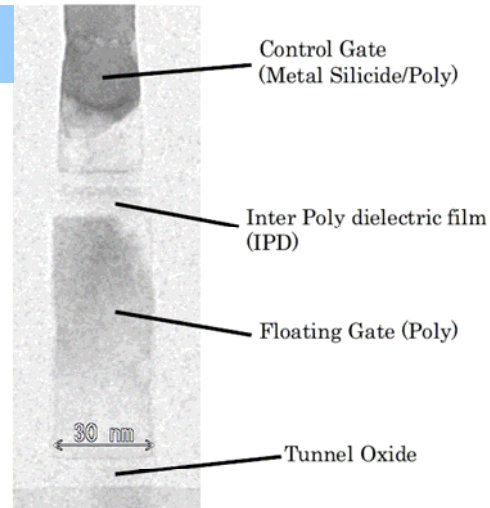 Control Gate
(Metal Silicide/Poly)
Inter Poly dielectric film
(IPD)
Floating Gate (Poly)
30 nm
Tunnel Oxide